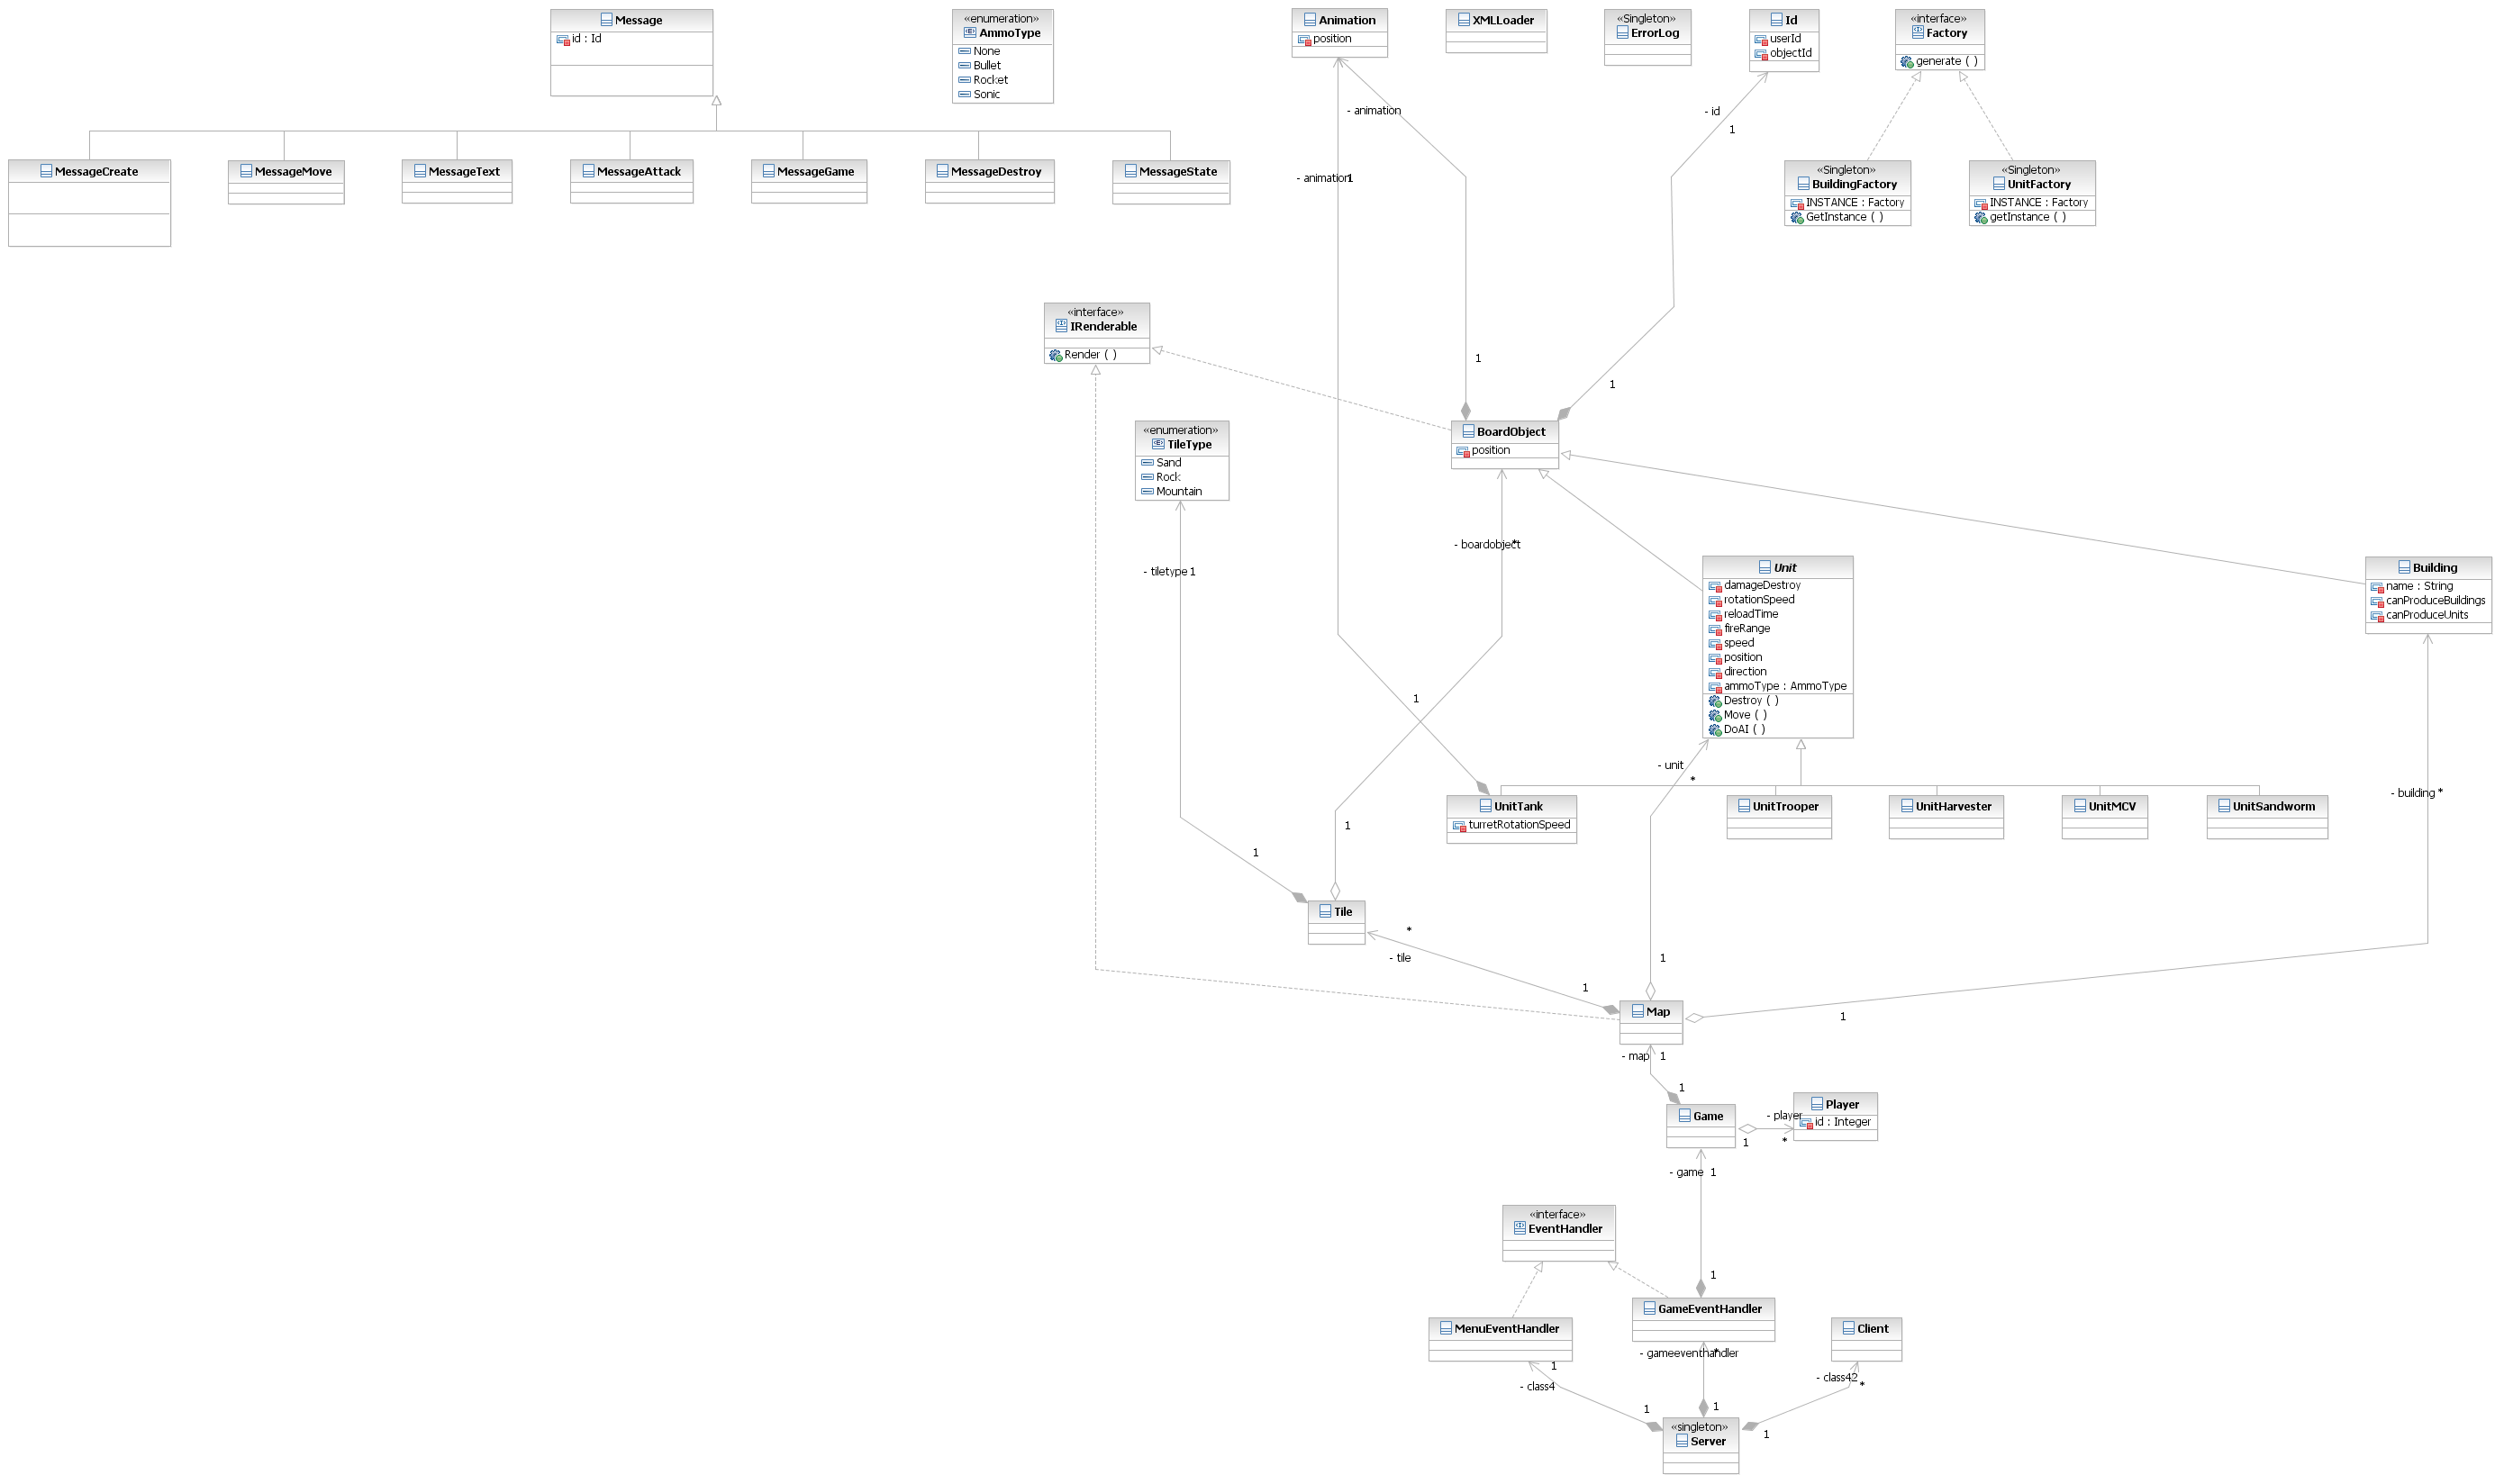 Message
id : Id
«enumeration»
AmmoType
None
Bullet
Rocket
Sonic
Animation
position
XMLLoader
«Singleton»
ErrorLog
Id
userId
objectId
«interface»
Factory
generate ( )
- animation
- id
1
- animation
1
MessageCreate
MessageMove
MessageText
MessageAttack
MessageGame
MessageDestroy
MessageState
«Singleton»
BuildingFactory
INSTANCE : Factory
GetInstance ( )
«Singleton»
UnitFactory
INSTANCE : Factory
getInstance ( )
«interface»
IRenderable
Render ( )
1
1
«enumeration»
TileType
Sand
Rock
Mountain
BoardObject
position
- boardobject
*
- tiletype 1
Unit
damageDestroy
rotationSpeed
reloadTime
fireRange
speed
position
direction
ammoType : AmmoType
Destroy ( )
Move ( )
DoAI ( )
Building
name : String
canProduceBuildings
canProduceUnits
1
- unit
*
- building *
UnitTank
turretRotationSpeed
UnitTrooper
UnitHarvester
UnitMCV
UnitSandworm
1
1
Tile
*
- tile
1
1
Map
1
- map
1
1
Game
- player
1
*
Player
id : Integer
- game
1
«interface»
EventHandler
1
MenuEventHandler
GameEventHandler
Client
- gameeventhandler
*
1
- class4
- class42
*
1
1
1
«singleton»
Server